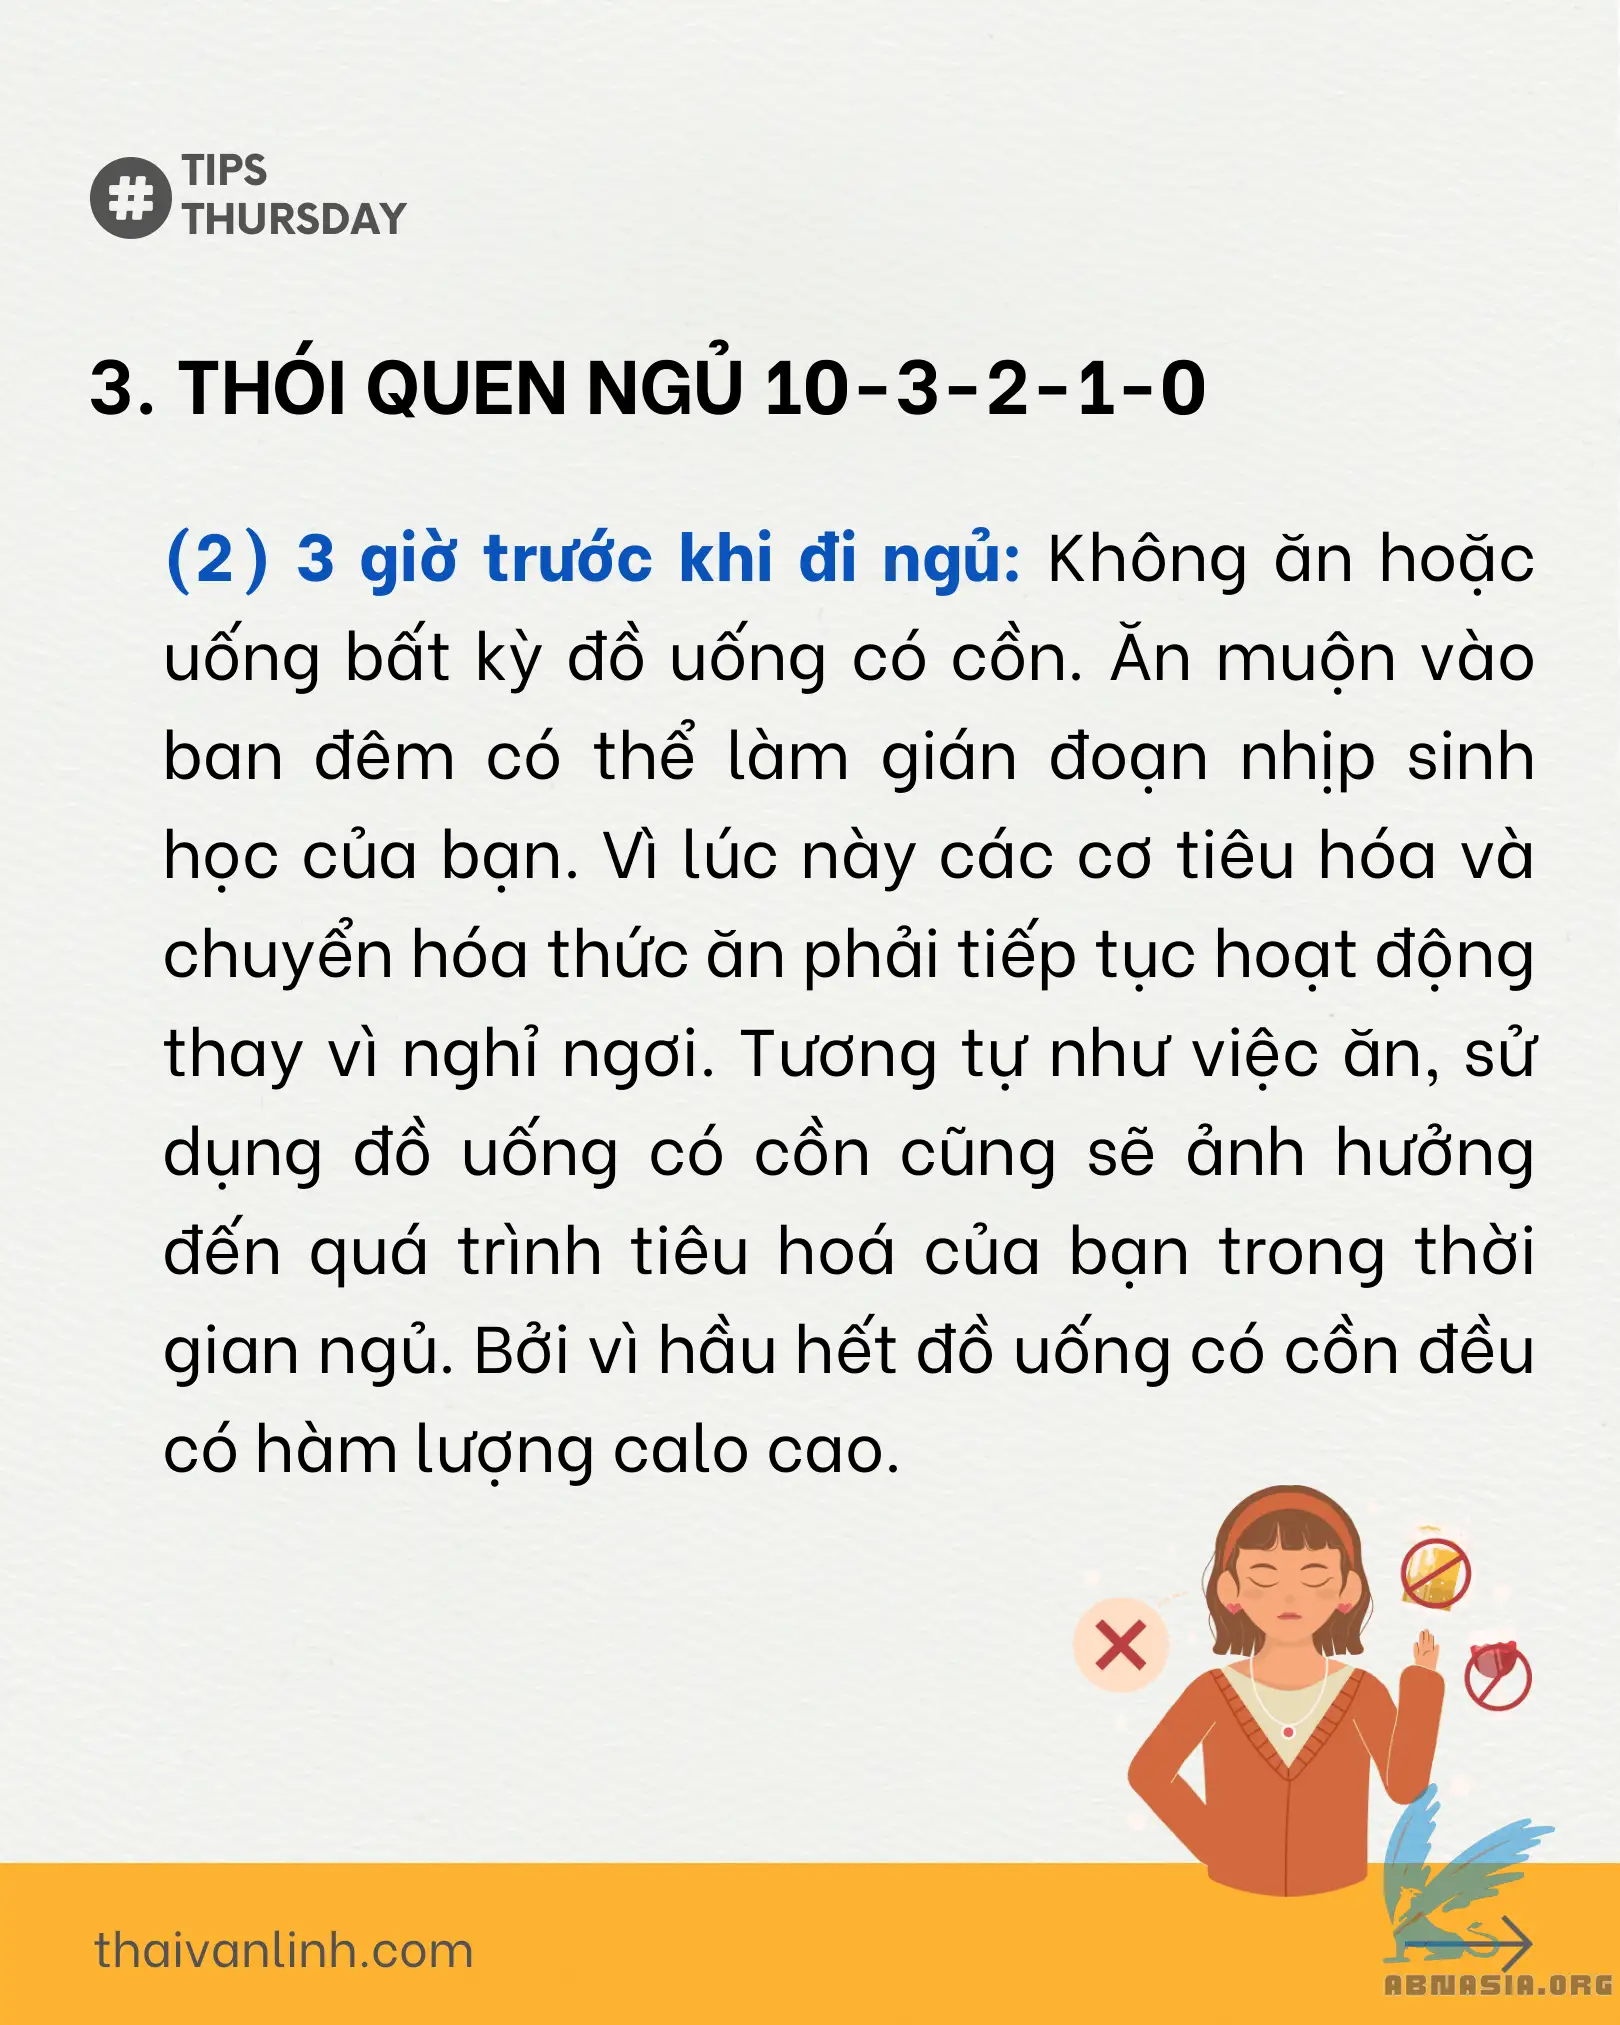 # TIPS
THURSDAY
3. THÓI QUEN NGỦ 10-3-2-1-0
(2) 3 giờ trước khi đi ngủ: Không ăn hoặc
uống bất kỳ đồ uống có cồn. Ăn muộn vào
ban đêm có thể làm gián đoạn nhịp sinh
học của bạn. Vì lúc này các cơ tiêu hóa và
chuyển hóa thức ăn phải tiếp tục hoạt động
thay vì nghỉ ngơi. Tương tự như việc ăn, sử
dụng đồ uống có cồn cũng sẽ ảnh hưởng
đến quá trình tiêu hoá của bạn trong thời
gian ngủ. Bởi vì hầu hết đồ uống có cồn đều
có hàm lượng calo cao.
thaivanlinh.com
ABNASIA.ORG